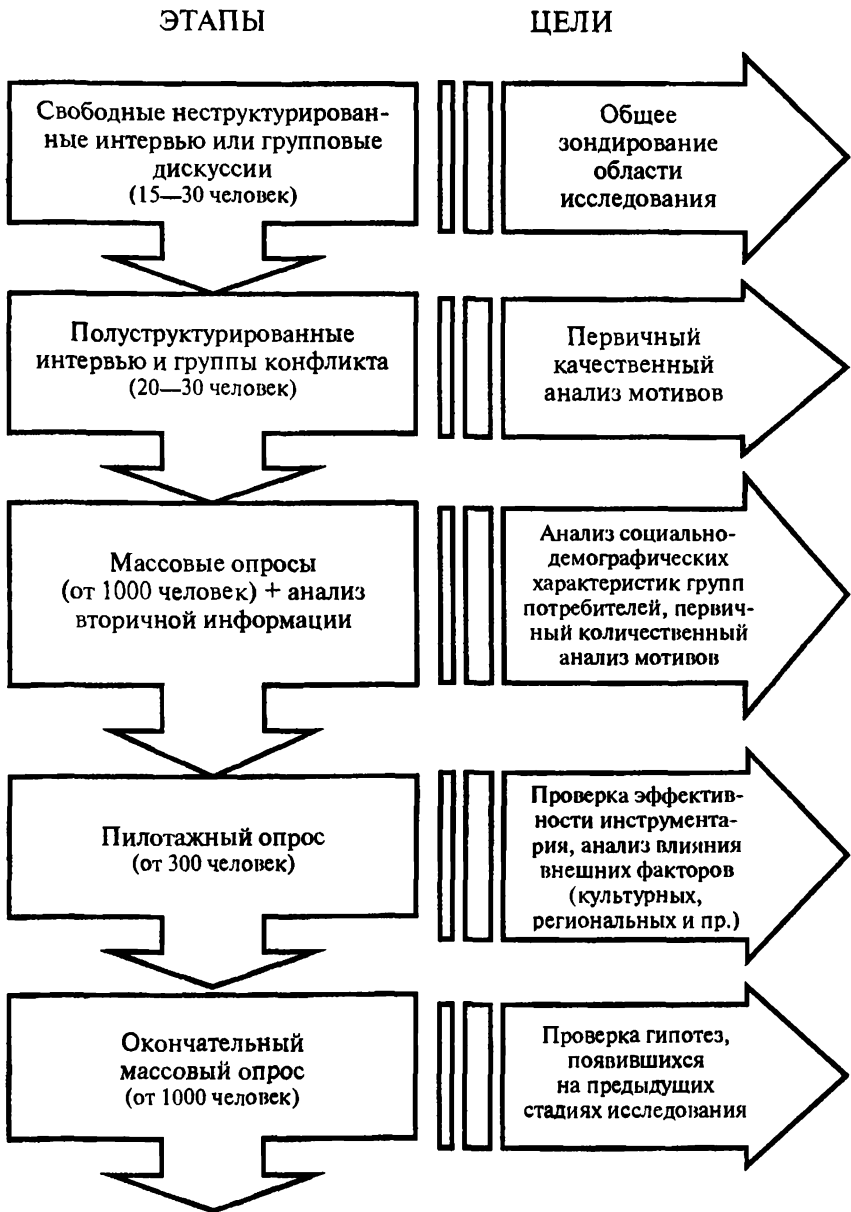 ЭТАПЫ ЦЕЛИ
Свободные неструктурирован-
ные интервью или групповые
дискуссии
(15—30 человек)
Общее
зондирование
области
исследования
Полуструктурированные
интервью и группы конфликта
(20—30 человек)
Первичный
качественный
анализ мотивов
Массовые опросы
(от 1000 человек) + анализ
вторичной информации
Анализ социально-
демографических
характеристик групп
потребителей, первич-
ный количественный
анализ мотивов
Пилотажный опрос
(от 300 человек)
Проверка эффектив-
ности инструмента-
рия, анализ влияния
внешних факторов
(культурных,
региональных и пр.)
Окончательный
массовый опрос
(от 1000 человек)
Проверка гипотез,
появившихся
на предыдущих
стадиях исследования